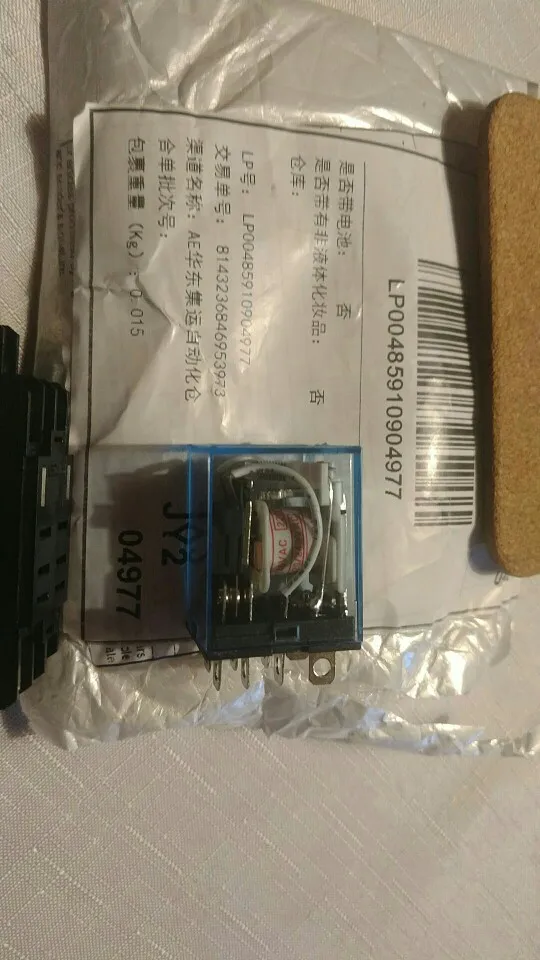 LP00485910904977
是否带电池： 否
是否带有非液体化妆品： 否
仓库：
LP号： LP00485910904977
交易单号： 8143236846953973
渠道名称： AE华东集运自动化仓
合单批次号：
包裹重量 （Kg）：0.015
JY2
04977
VAC